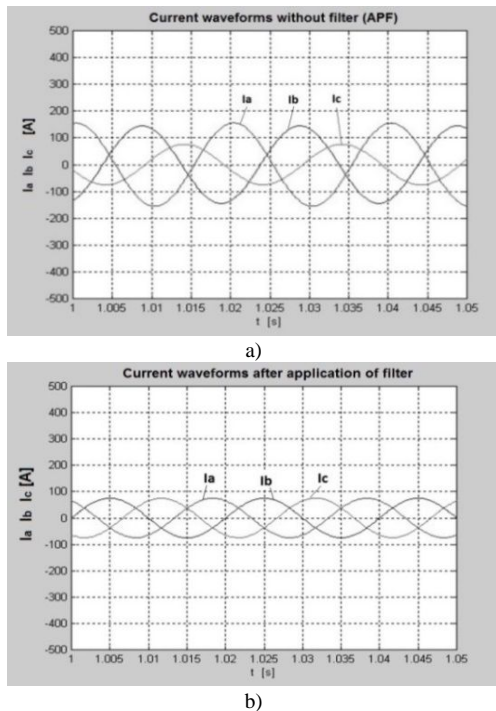 Current waveforms without filter (APF)
Ia Ib Ic [A]
500
400
300
200
100
0
-100
-200
-300
-400
-500
Ia Ib Ic
1 1.005 1.01 1.015 1.02 1.025 1.03 1.035 1.04 1.045 1.05
t [s]
a)
Current waveforms after application of filter
Ia Ib Ic [A]
500
400
300
200
100
0
-100
-200
-300
-400
-500
Ia Ib Ic
1 1.005 1.01 1.015 1.02 1.025 1.03 1.035 1.04 1.045 1.05
t [s]
b)